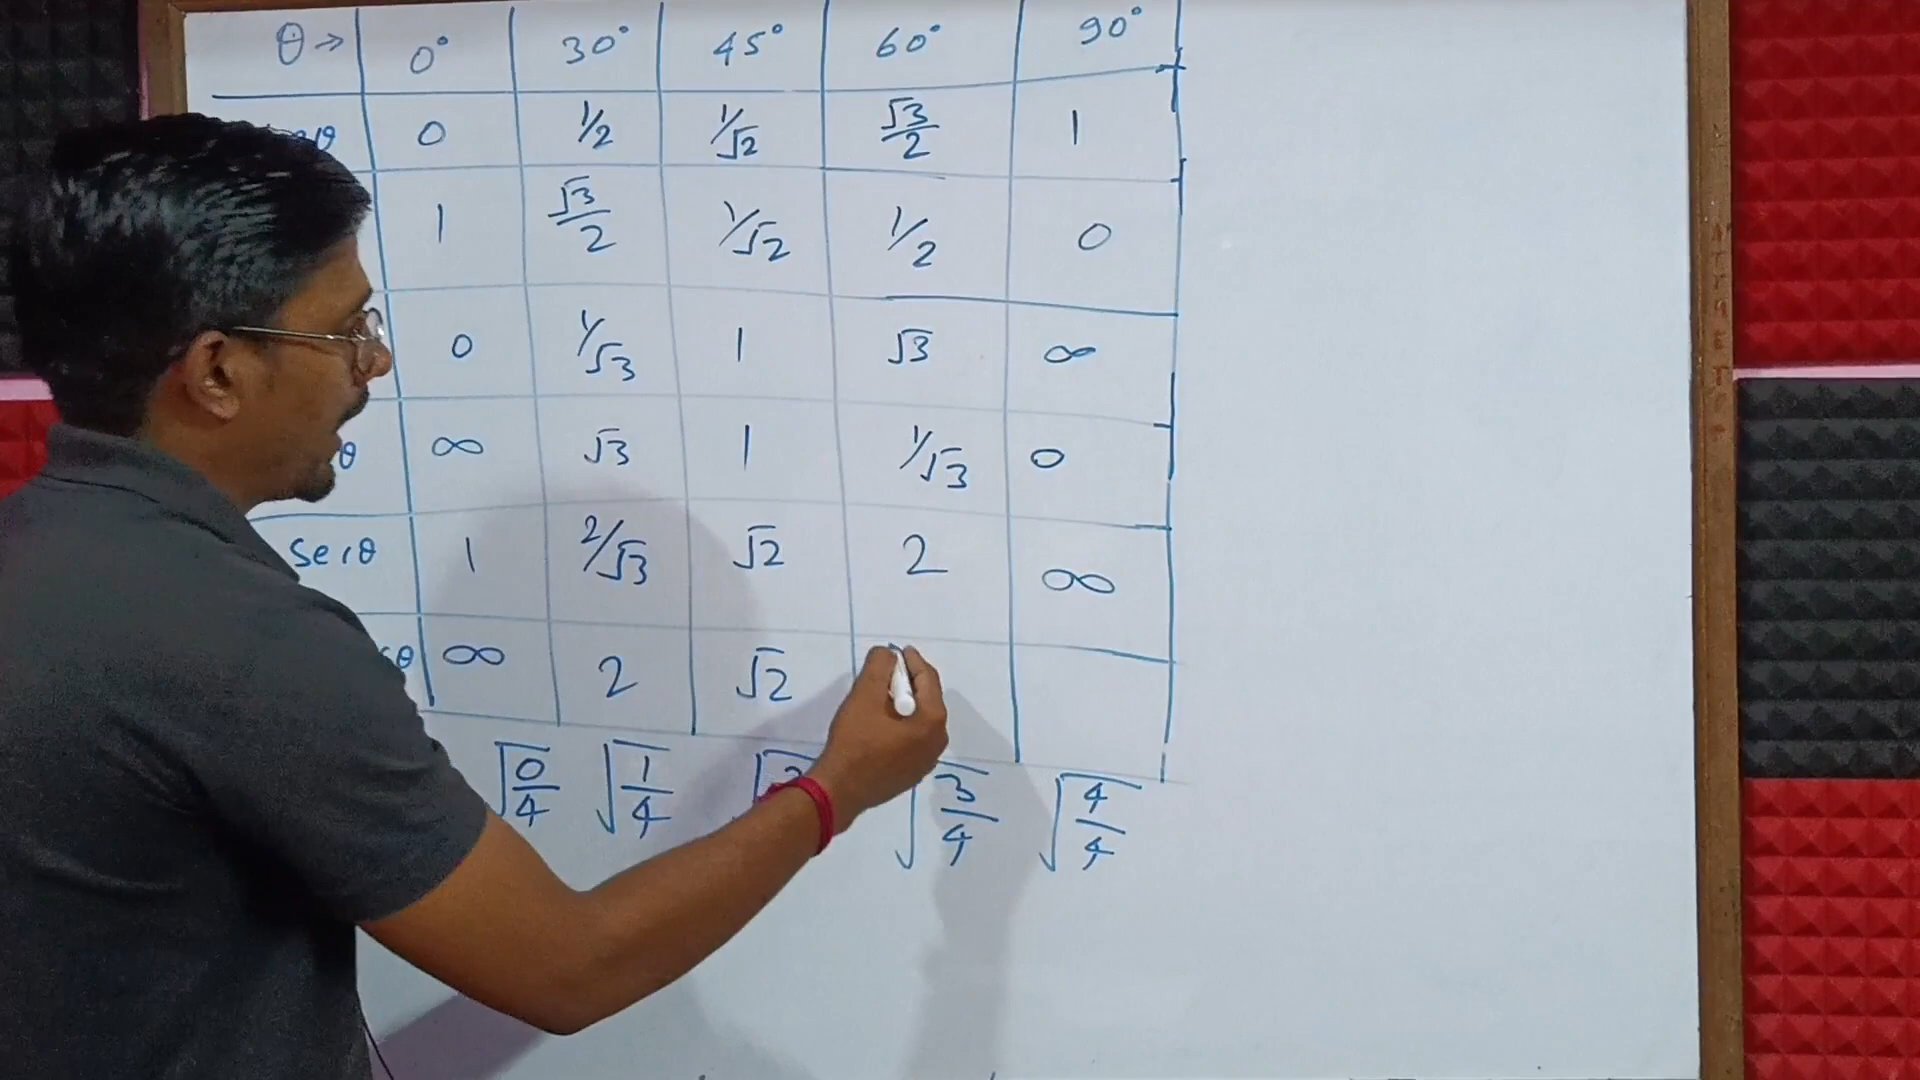 θ→ 0° 30° 45° 60° 90°
θ 0 1/2 1/√2 √3/2 1
1 √3/2 1/√2 1/2 0
0 1/√3 1 √3 ∞
θ ∞ √3 1 1/√3 0
Secθ 1 2/√3 √2 2 ∞
θ ∞ 2 √2
√0/4 √1/4 √3/4 √4/4